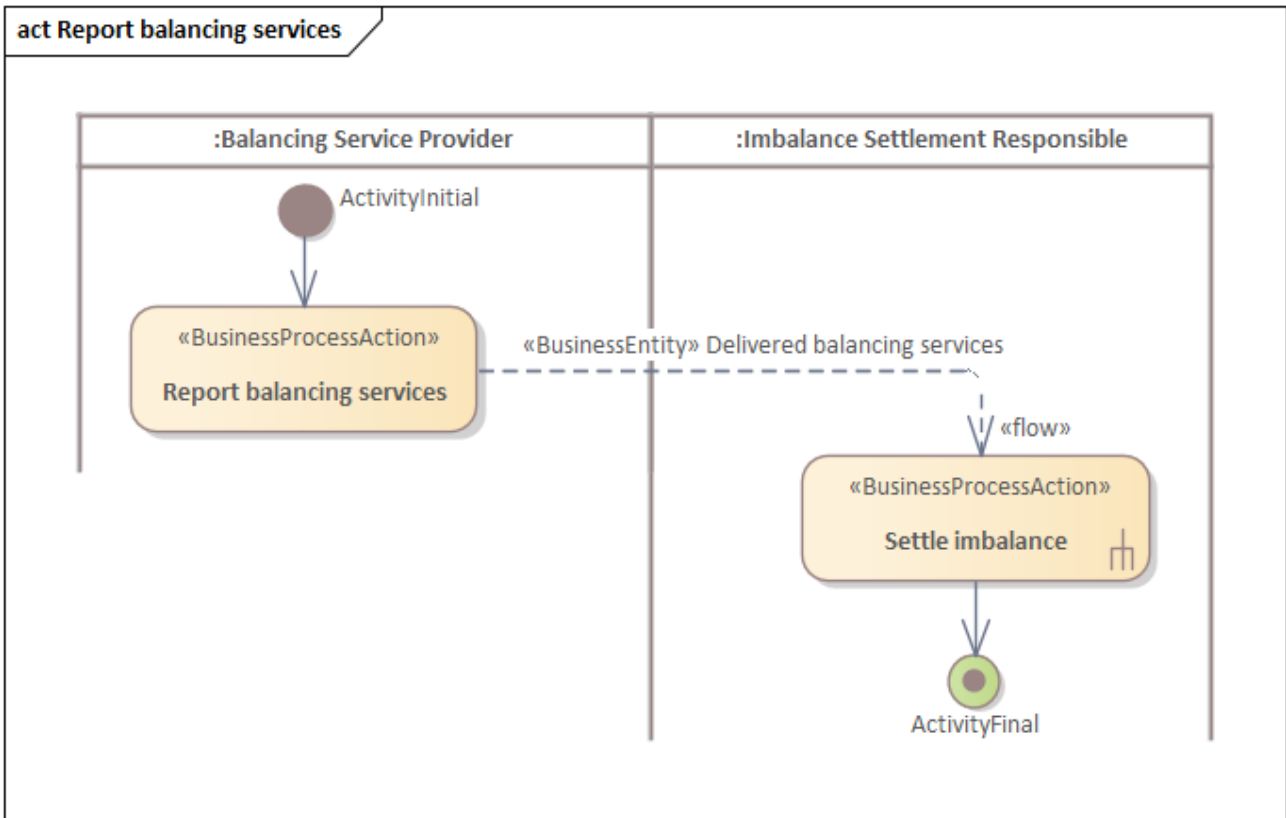 act Report balancing services
:Balancing Service Provider
:Imbalance Settlement Responsible
ActivityInitial
«BusinessProcessAction»
Report balancing services
«BusinessEntity» Delivered balancing services
«flow»
«BusinessProcessAction»
Settle imbalance
ActivityFinal